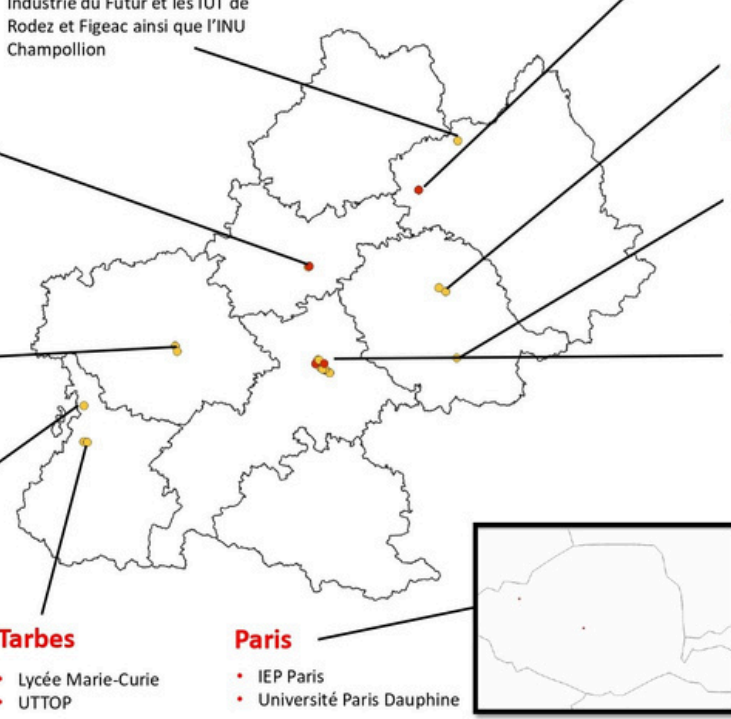 Industrie du Futur et les IUT de
Rodez et Figeac ainsi que l'INU
Champollion
Tarbes
• Lycée Marie-Curie
• UTTOP
Paris
• IEP Paris
• Université Paris Dauphine